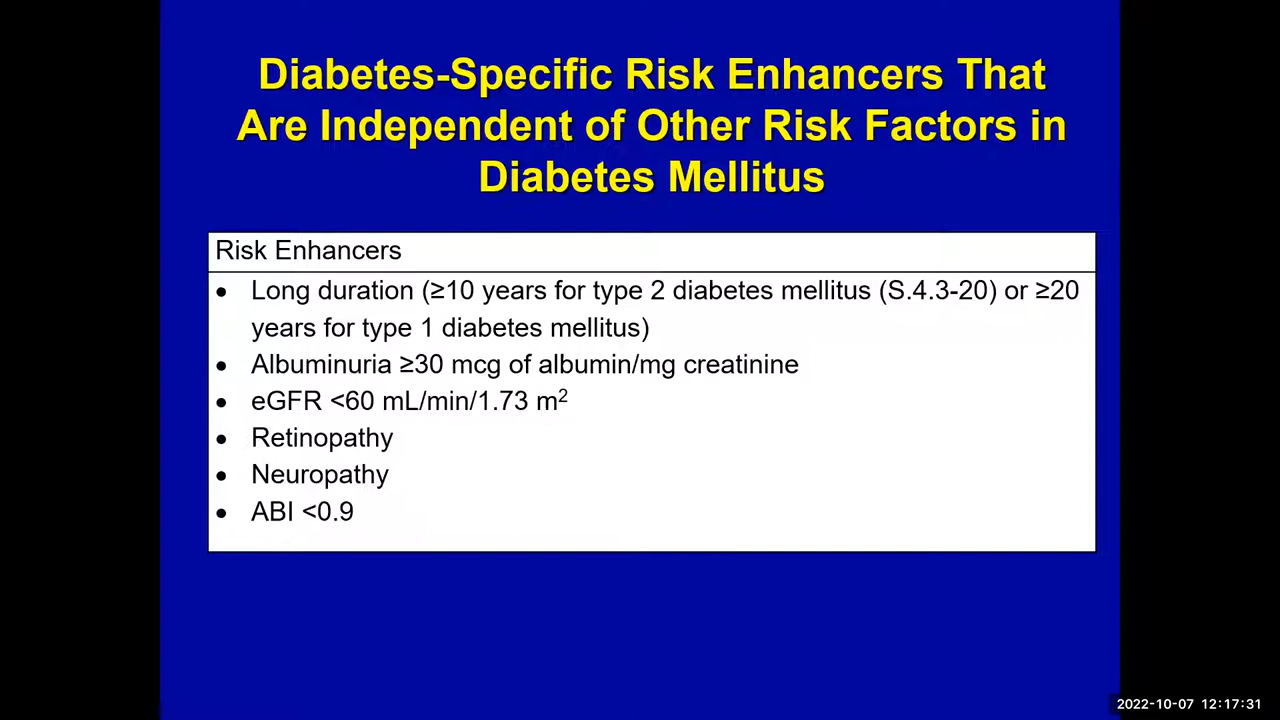 Diabetes-Specific Risk Enhancers That
Are Independent of Other Risk Factors in
Diabetes Mellitus
Risk Enhancers
• Long duration (≥10 years for type 2 diabetes mellitus (S.4.3-20) or ≥20
years for type 1 diabetes mellitus)
• Albuminuria ≥30 mcg of albumin/mg creatinine
• eGFR <60 mL/min/1.73 m²
• Retinopathy
• Neuropathy
• ABI <0.9
2022-10-07 12:17:31